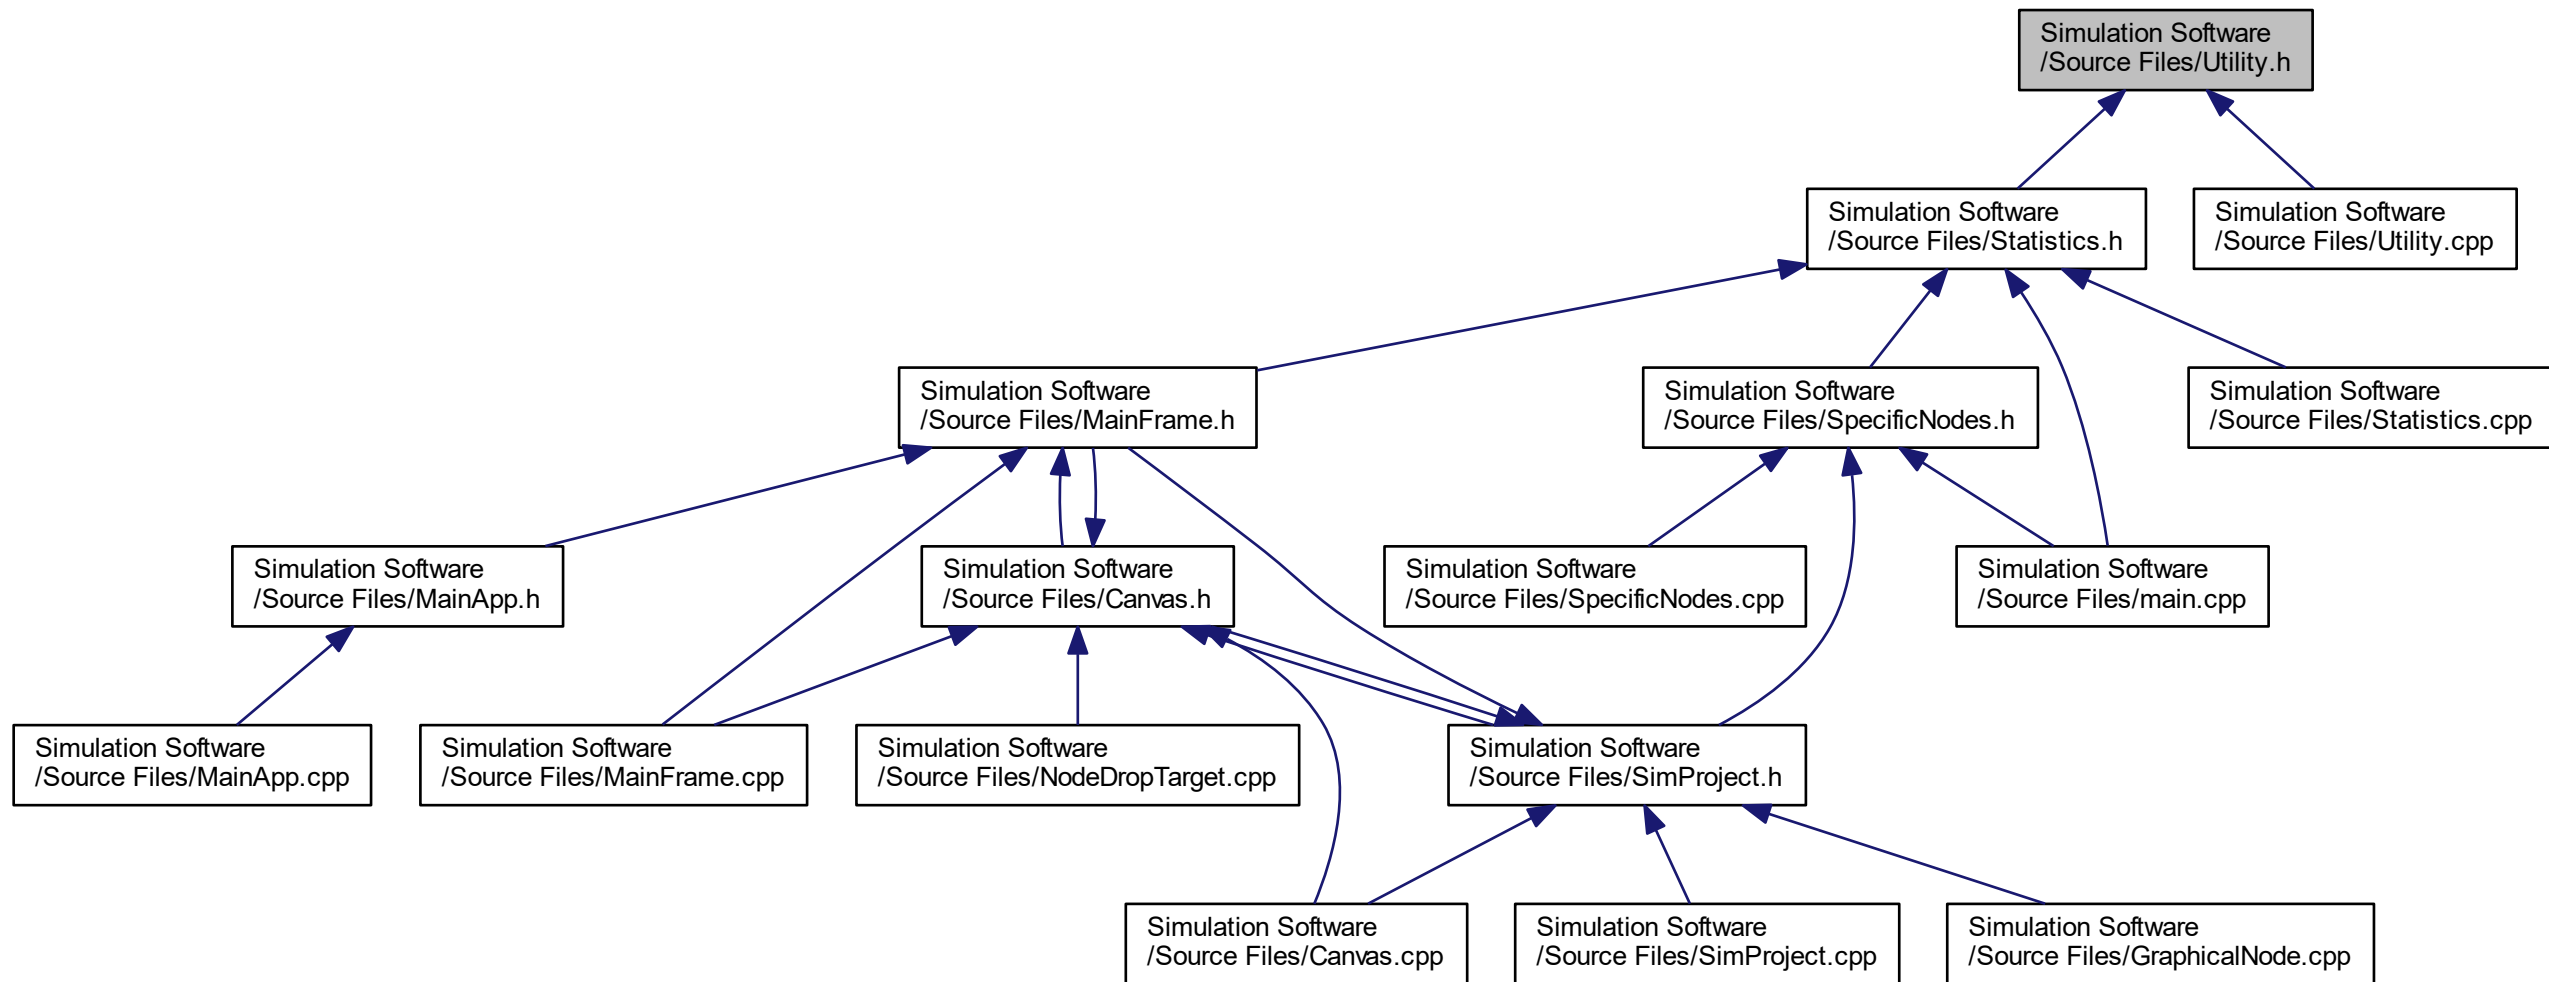 Simulation Software
/Source Files/Utility.h
Simulation Software
/Source Files/Statistics.h
Simulation Software
/Source Files/Utility.cpp
Simulation Software
/Source Files/MainFrame.h
Simulation Software
/Source Files/SpecificNodes.h
Simulation Software
/Source Files/Statistics.cpp
Simulation Software
/Source Files/MainApp.h
Simulation Software
/Source Files/Canvas.h
Simulation Software
/Source Files/SpecificNodes.cpp
Simulation Software
/Source Files/main.cpp
Simulation Software
/Source Files/MainApp.cpp
Simulation Software
/Source Files/MainFrame.cpp
Simulation Software
/Source Files/NodeDropTarget.cpp
Simulation Software
/Source Files/SimProject.h
Simulation Software
/Source Files/Canvas.cpp
Simulation Software
/Source Files/SimProject.cpp
Simulation Software
/Source Files/GraphicalNode.cpp